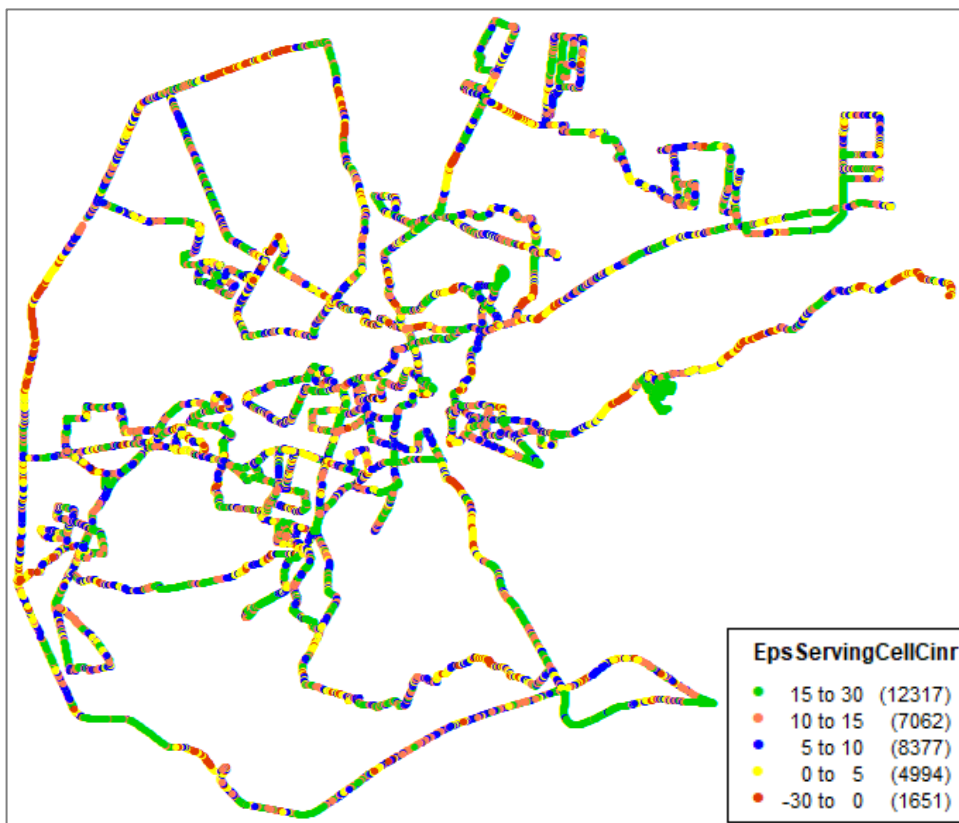 EpsServingCellCinr
15 to 30 (12317)
10 to 15 (7062)
5 to 10 (8377)
0 to 5 (4994)
-30 to 0 (1651)